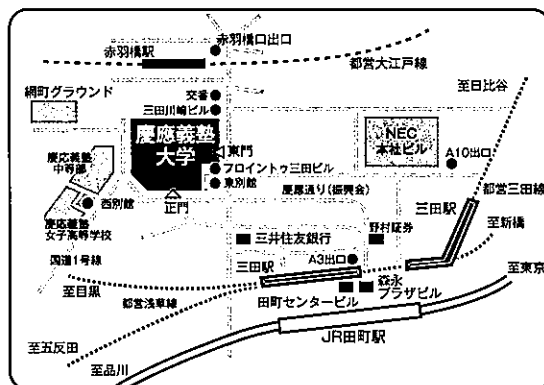 赤羽橋駅
赤羽橋口出口
都営大江戸線
至日比谷
網町グラウンド
交番
三田川崎ビル
慶應義塾
大学
東門
フロイントゥ三田ビル
東別館
NEC
本社ビル
A10出口
慶応義塾
中等部
慶応義塾
女子高等学校
西別館
正門
慶應通り(振興会)
都営三田線
三田駅
至新橋
国道1号線
三井住友銀行
野村証券
三田駅
A3出口
至東京
至目黒
都営浅草線
田町センタービル
森永
プラザビル
JR田町駅
至五反田
至品川